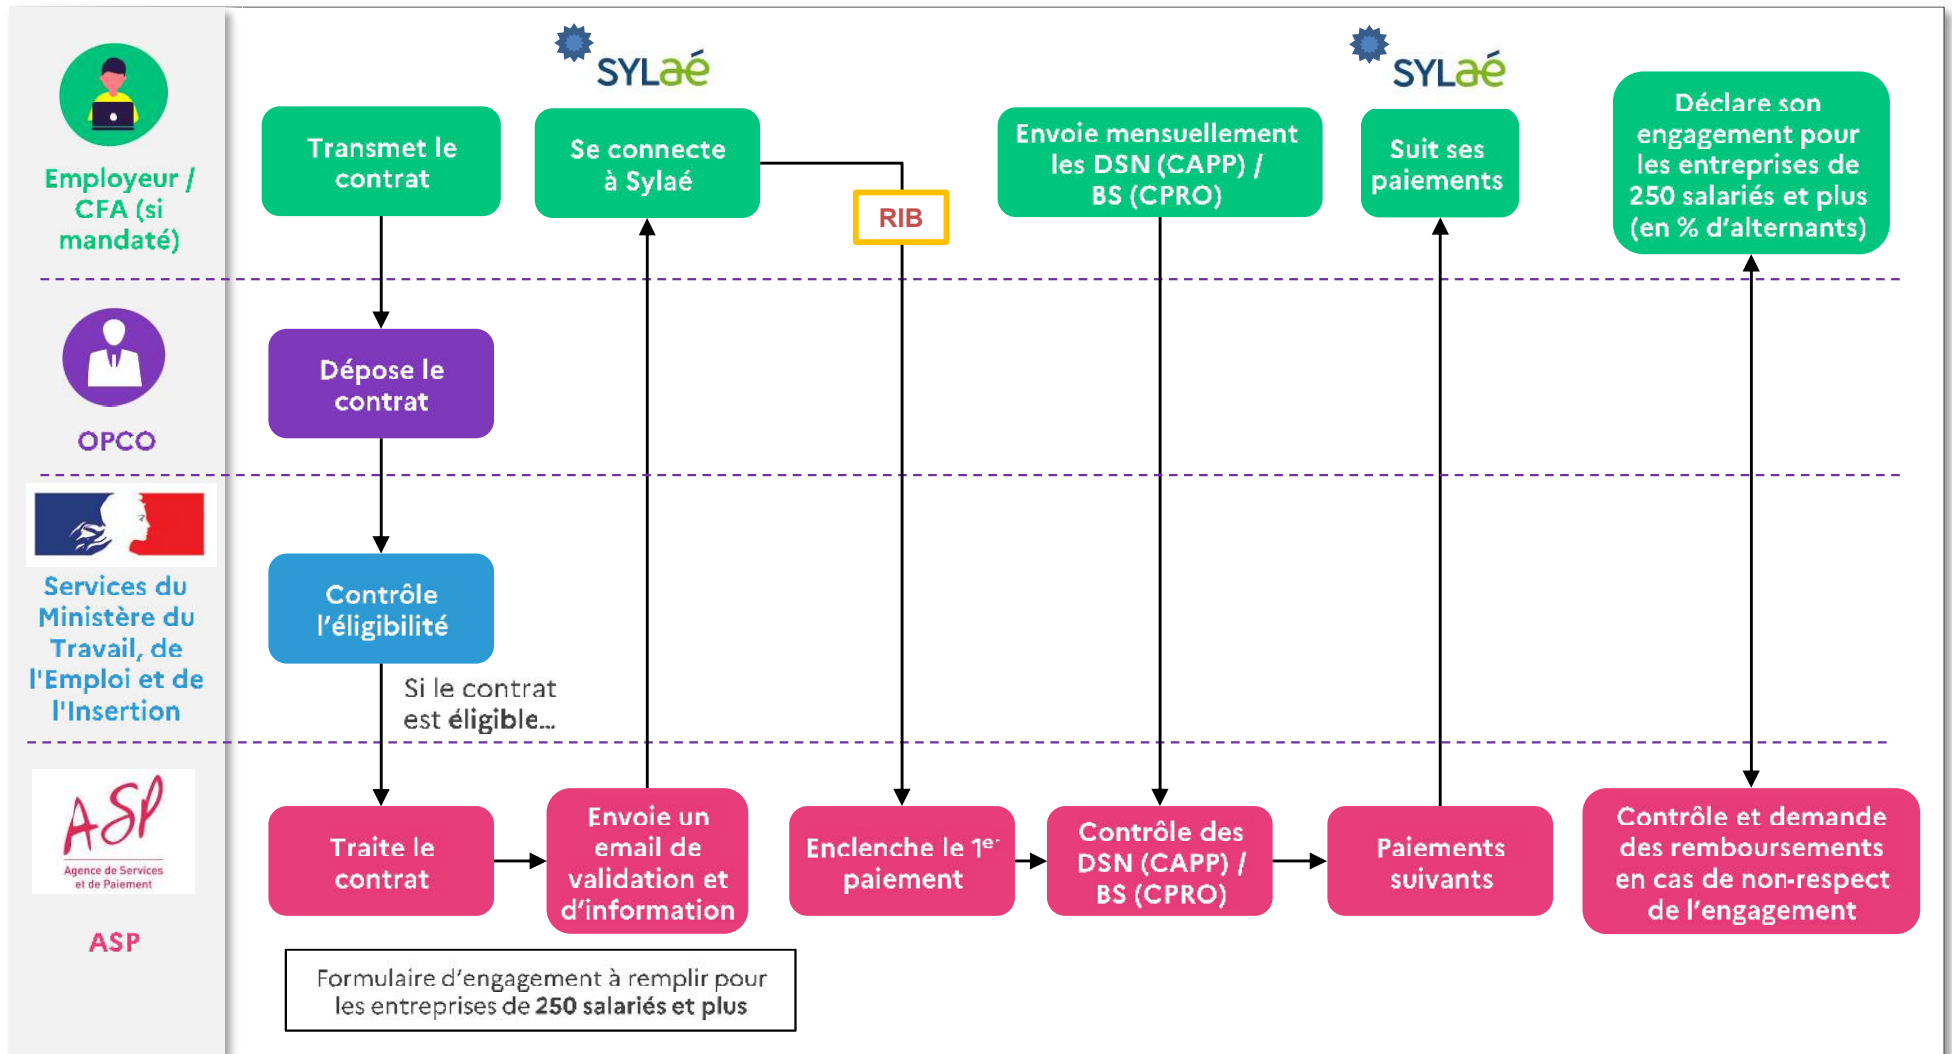 SYLaé
SYLaé
Employeur /
CFA (si
mandaté)
Transmet le
contrat
Se connecte
à Sylaé
RIB
Envoie mensuellement
les DSN (CAPP) /
BS (CPRO)
Suit ses
paiements
Déclare son
engagement pour
les entreprises de
250 salariés et plus
(en % d'alternants)
OPCO
Dépose le
contrat
Services du
Ministère du
Travail, de
l'Emploi et de
l'Insertion
Contrôle
l'éligibilité
Si le contrat
est éligible...
ASP
Agence de Services
et de Paiement
ASP
Traite le
contrat
Envoie un
email de
validation et
d'information
Enclenche le 1er
paiement
Contrôle des
DSN (CAPP) /
BS (CPRO)
Paiements
suivants
Contrôle et demande
des remboursements
en cas de non-respect
de l'engagement
Formulaire d'engagement à remplir pour
les entreprises de 250 salariés et plus